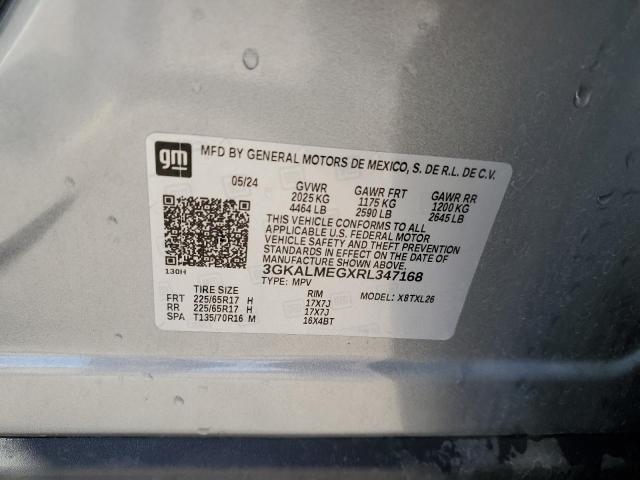 gm MFD BY GENERAL MOTORS DE MEXICO, S. DE R.L. DE C.V.
05/24 GVWR GAWR FRT GAWR RR
2025 KG 1175 KG 1200 KG
4464 LB 2590 LB 2645 LB
THIS VEHICLE CONFORMS TO ALL
APPLICABLE U.S. FEDERAL MOTOR
VEHICLE SAFETY AND THEFT PREVENTION
STANDARDS IN EFFECT ON THE DATE OF
MANUFACTURE SHOWN ABOVE.
3GKALMEGXRL347168
130H TYPE: MPV
TIRE SIZE RIM MODEL: X8TXL26
FRT 225/65R17 H 17X7J
RR 225/65R17 H 17X7J
SPA T135/70R16 M 16X4BT